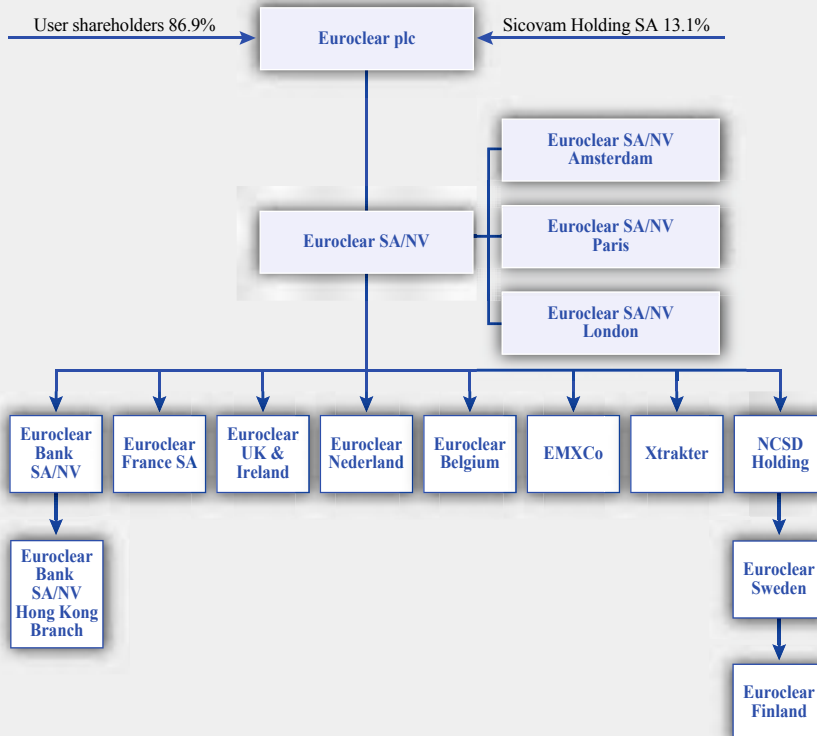 User shareholders 86.9%
Euroclear plc
Sicovam Holding SA 13.1%
Euroclear SA/NV
Amsterdam
Euroclear SA/NV
Euroclear SA/NV
Paris
Euroclear SA/NV
London
Euroclear
Bank
SA/NV
Euroclear
France SA
Euroclear
UK &
Ireland
Euroclear
Nederland
Euroclear
Belgium
EMXCo
Xtrakter
NCSD
Holding
Euroclear
Bank
SA/NV
Hong Kong
Branch
Euroclear
Sweden
Euroclear
Finland